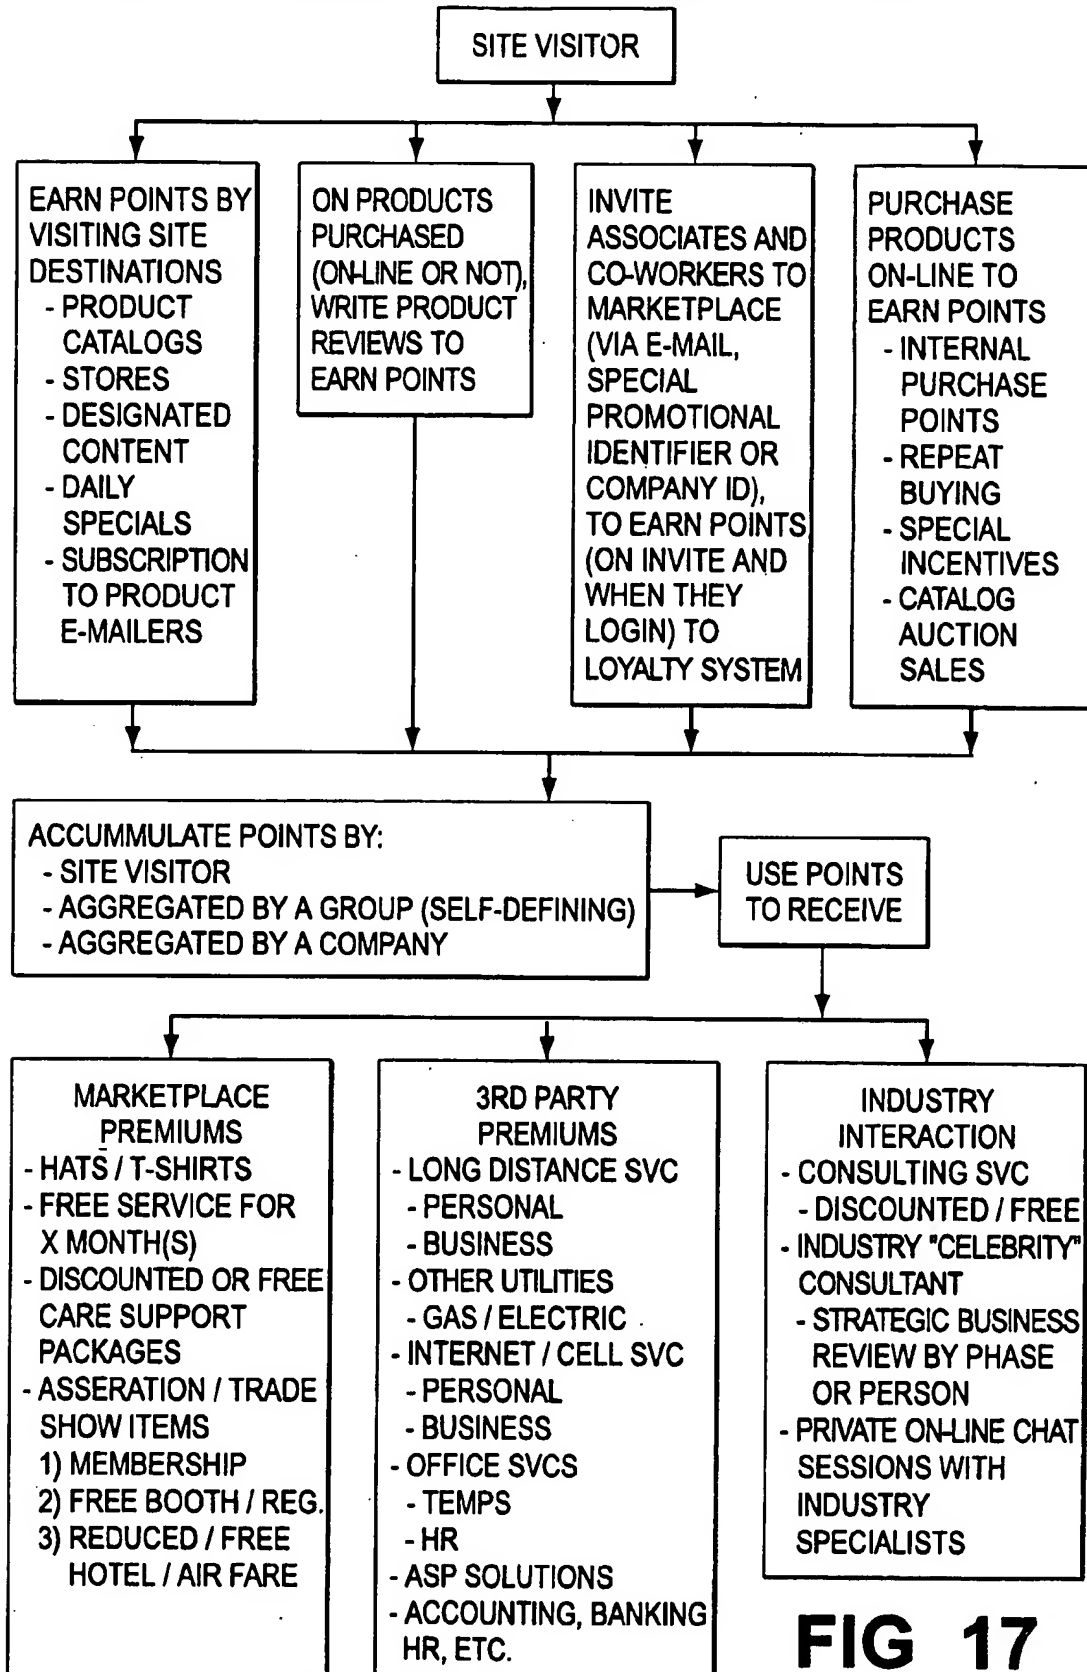 SITE VISITOR
EARN POINTS BY
VISITING SITE
DESTINATIONS
- PRODUCT
CATALOGS
- STORES
- DESIGNATED
CONTENT
- DAILY
SPECIALS
- SUBSCRIPTION
TO PRODUCT
E-MAILERS
ON PRODUCTS
PURCHASED
(ON-LINE OR NOT),
WRITE PRODUCT
REVIEWS TO
EARN POINTS
INVITE
ASSOCIATES AND
CO-WORKERS TO
MARKETPLACE
(VIA E-MAIL,
SPECIAL
PROMOTIONAL
IDENTIFIER OR
COMPANY ID),
TO EARN POINTS
(ON INVITE AND
WHEN THEY
LOGIN) TO
LOYALTY SYSTEM
PURCHASE
PRODUCTS
ON-LINE TO
EARN POINTS
- INTERNAL
PURCHASE
POINTS
- REPEAT
BUYING
- SPECIAL
INCENTIVES
- CATALOG
AUCTION
SALES
ACCUMMULATE POINTS BY:
- SITE VISITOR
- AGGREGATED BY A GROUP (SELF-DEFINING)
- AGGREGATED BY A COMPANY
USE POINTS
TO RECEIVE
MARKETPLACE
PREMIUMS
- HATS / T-SHIRTS
- FREE SERVICE FOR
X MONTH(S)
- DISCOUNTED OR FREE
CARE SUPPORT
PACKAGES
- ASSERATION / TRADE
SHOW ITEMS
1) MEMBERSHIP
2) FREE BOOTH / REG.
3) REDUCED / FREE
HOTEL / AIR FARE
3RD PARTY
PREMIUMS
- LONG DISTANCE SVC
- PERSONAL
- BUSINESS
- OTHER UTILITIES
- GAS / ELECTRIC
- INTERNET / CELL SVC
- PERSONAL
- BUSINESS
- OFFICE SVCS
- TEMPS
- HR
- ASP SOLUTIONS
- ACCOUNTING, BANKING
HR, ETC.
INDUSTRY
INTERACTION
- CONSULTING SVC
- DISCOUNTED / FREE
- INDUSTRY "CELEBRITY"
CONSULTANT
- STRATEGIC BUSINESS
REVIEW BY PHASE
OR PERSON
- PRIVATE ON-LINE CHAT
SESSIONS WITH
INDUSTRY
SPECIALISTS
FIG 17